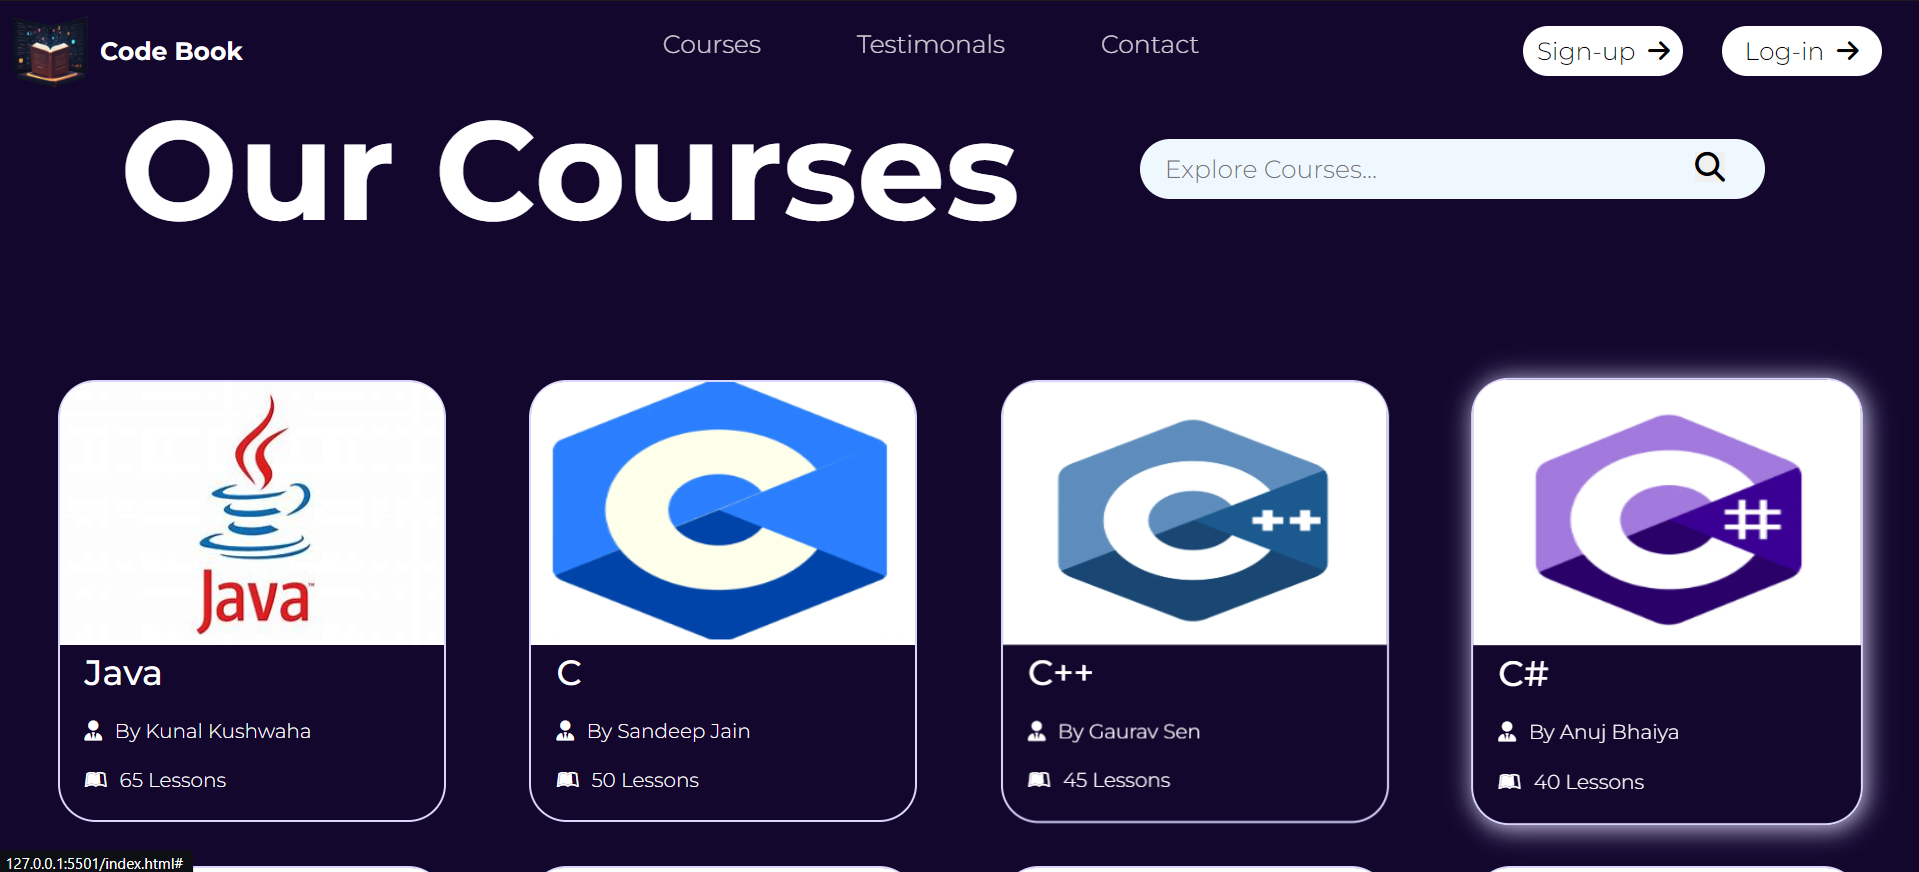 Code Book
Courses
Testimonals
Contact
Sign-up
Log-in
Our Courses
Explore Courses...
Java™
++
#
Java
By Kunal Kushwaha
65 Lessons
C
By Sandeep Jain
50 Lessons
C++
By Gaurav Sen
45 Lessons
C#
By Anuj Bhaiya
40 Lessons
127.0.0.1:5501/index.html#